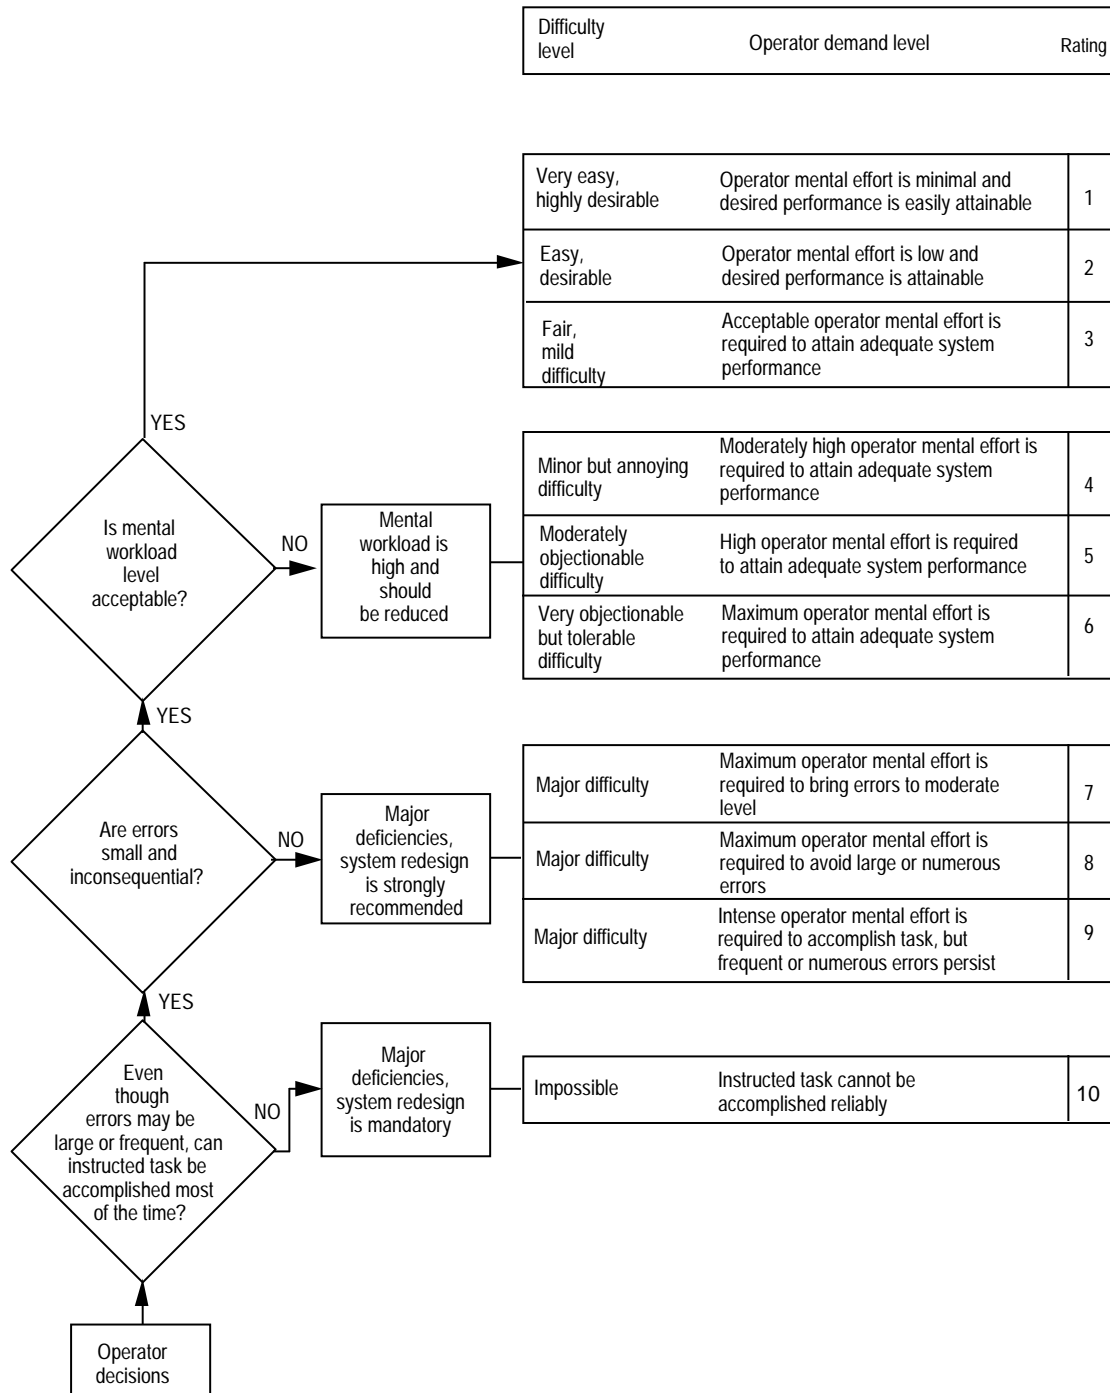 Difficulty
level
Operator demand level
Rating
Very easy,
highly desirable
Operator mental effort is minimal and
desired performance is easily attainable
1
Easy,
desirable
Operator mental effort is low and
desired performance is attainable
2
Fair,
mild
difficulty
Acceptable operator mental effort is
required to attain adequate system
performance
3
YES
Is mental
workload
level
acceptable?
NO
Mental
workload is
high and
should
be reduced
Minor but annoying
difficulty
Moderately high operator mental effort is
required to attain adequate system
performance
4
Moderately
objectionable
difficulty
High operator mental effort is required
to attain adequate system performance
5
Very objectionable
but tolerable
difficulty
Maximum operator mental effort is
required to attain adequate system
performance
6
YES
Are errors
small and
inconsequential?
NO
Major
deficiencies,
system redesign
is strongly
recommended
Major difficulty
Maximum operator mental effort is
required to bring errors to moderate
level
7
Major difficulty
Maximum operator mental effort is
required to avoid large or numerous
errors
8
Major difficulty
Intense operator mental effort is
required to accomplish task, but
frequent or numerous errors persist
9
YES
Even
though
errors may be
large or frequent, can
instructed task be
accomplished most
of the time?
NO
Major
deficiencies,
system redesign
is mandatory
Impossible
Instructed task cannot be
accomplished reliably
10
Operator
decisions